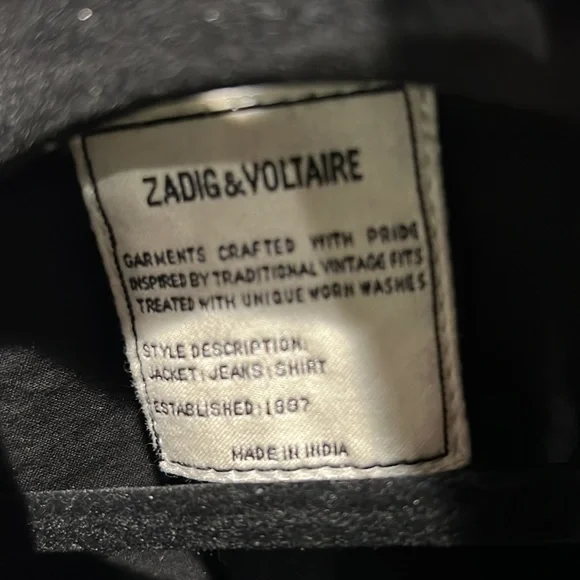 ZADIG&VOLTAIRE
GARMENTS CRAFTED WITH PRIDE
INSPIRED BY TRADITIONAL VINTAGE FITS
TREATED WITH UNIQUE WORN WASHES
STYLE DESCRIPTION:
JACKET; JEANS; SHIRT
ESTABLISHED: 1997
MADE IN INDIA